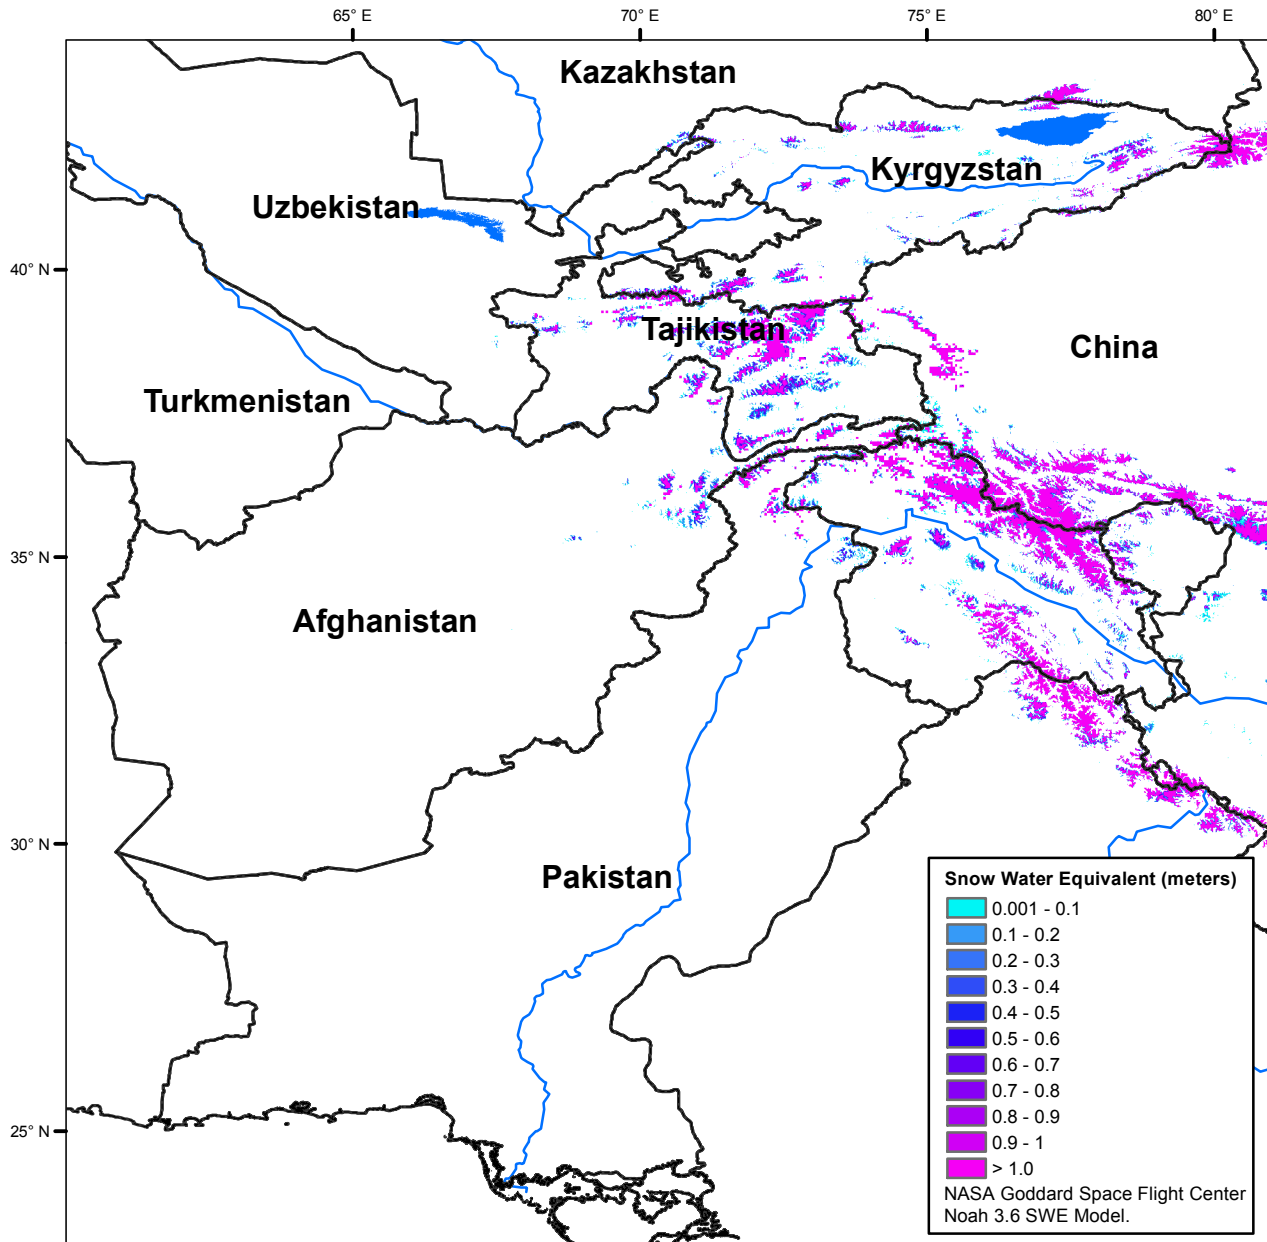 65° E
70° E
75° E
80° E
Kazakhstan
Kyrgyzstan
Uzbekistan
40° N
Tajikistan
China
Turkmenistan
35° N
Afghanistan
30° N
Pakistan
25° N
Snow Water Equivalent (meters)
0.001 - 0.1
0.1 - 0.2
0.2 - 0.3
0.3 - 0.4
0.4 - 0.5
0.5 - 0.6
0.6 - 0.7
0.7 - 0.8
0.8 - 0.9
0.9 - 1
> 1.0
NASA Goddard Space Flight Center
Noah 3.6 SWE Model.